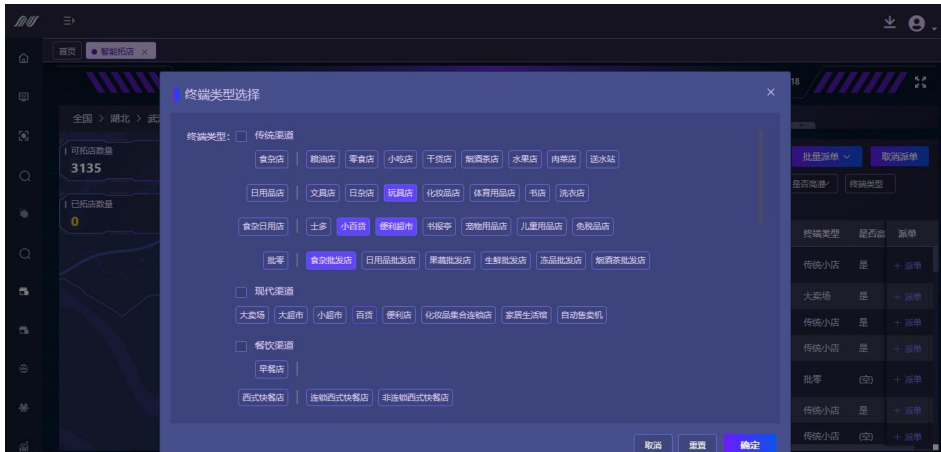 首页 ● 智能拓店 ×
18
全国 > 湖北 > 武
可拓店数量
3135
已拓店数量
0
终端类型选择 ×
终端类型: 传统渠道
食杂店 | 粮油店 零食店 小吃店 干货店 烟酒茶店 水果店 肉菜店 送水站
日用品店 | 文具店 日杂店 玩具店 化妆品店 体育用品店 书店 洗衣店
食杂日用店 | 士多 小百货 便利超市 书报亭 宠物用品店 儿童用品店 免税品店
批零 | 食杂批发店 日用品批发店 果蔬批发店 生鲜批发店 冻品批发店 烟酒茶批发店
现代渠道
大卖场 大超市 小超市 百货 便利店 化妆品集合连锁店 家居生活馆 自动售卖机
餐饮渠道
早餐店 |
西式快餐店 | 连锁西式快餐店 非连锁西式快餐店
取消 重置 确定
批量派单 取消派单
是否高潜 终端类型
终端类型 是否高 派单
传统小店 是 + 派单
大卖场 是 + 派单
传统小店 是 + 派单
传统小店 是 + 派单
批零 (空) + 派单
传统小店 是 + 派单
传统小店 (空) + 派单